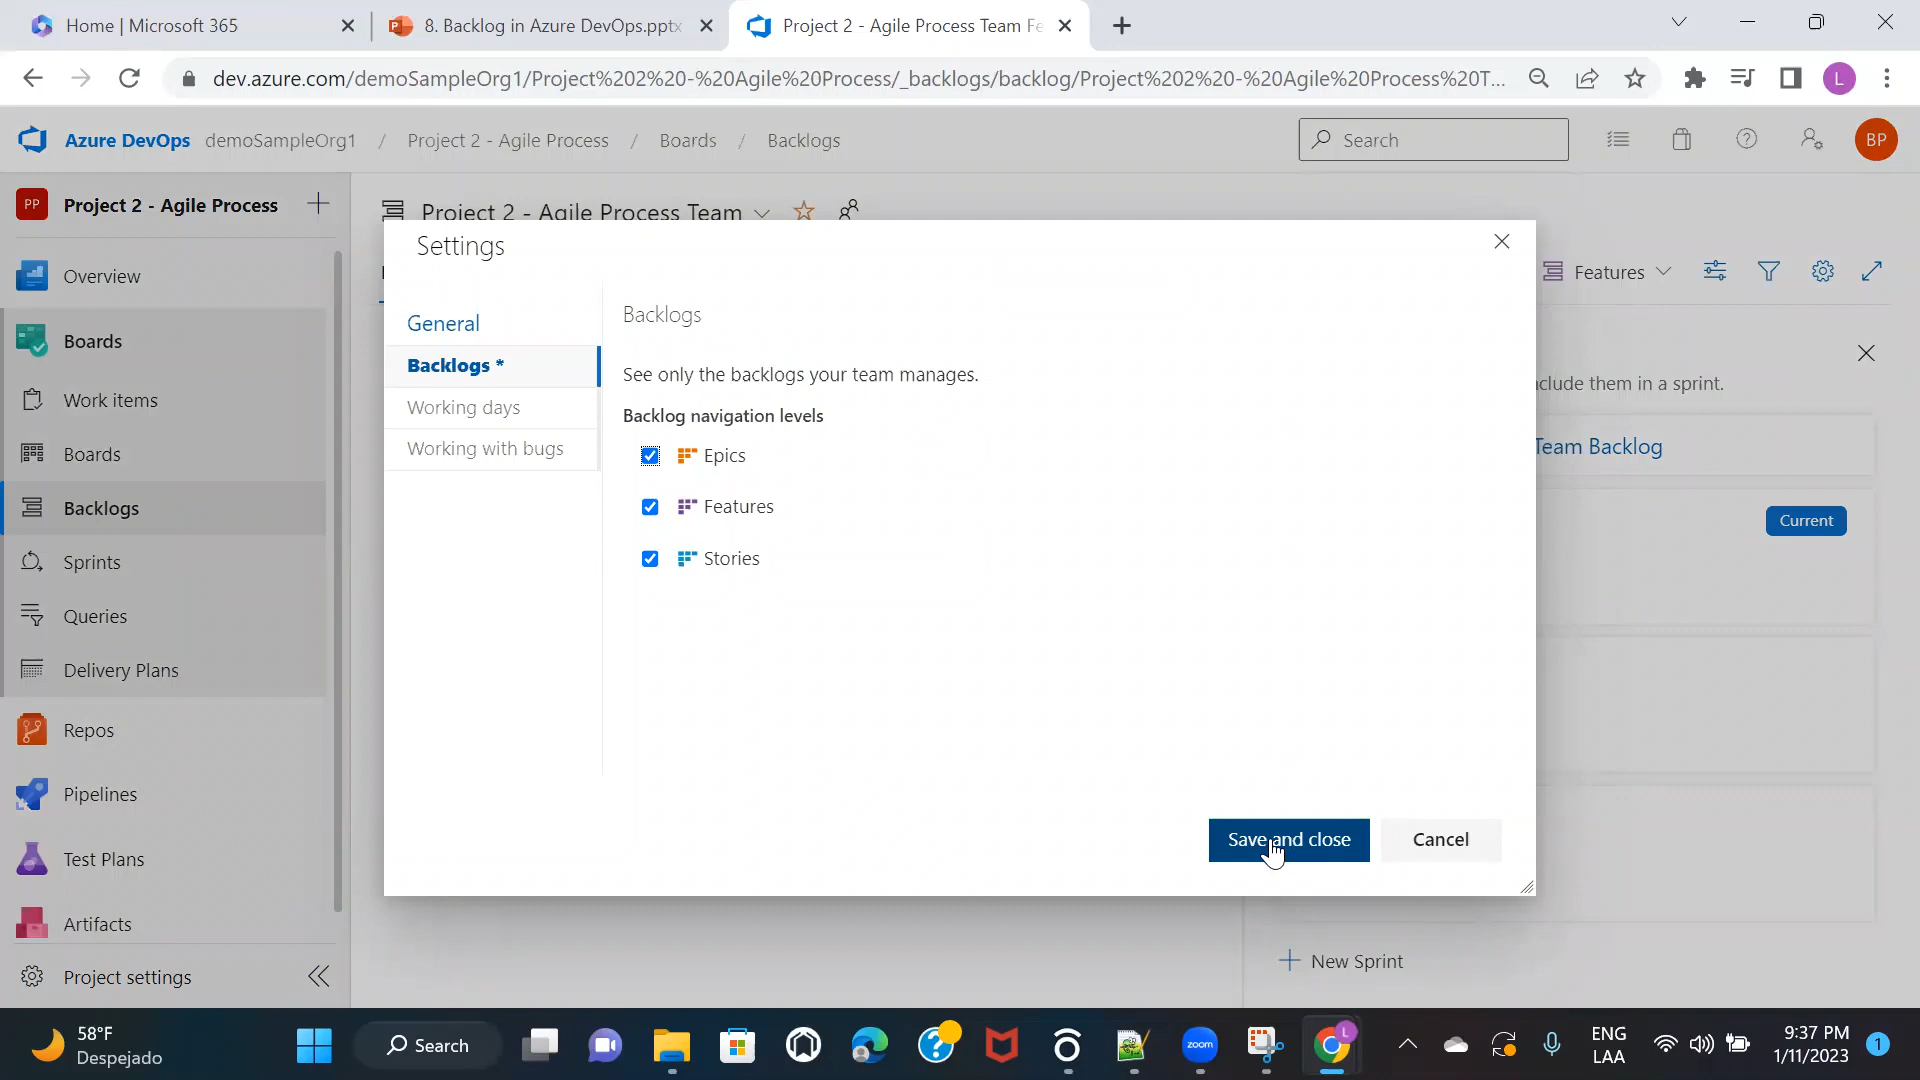 Home | Microsoft 365
8. Backlog in Azure DevOps.pptx
Project 2 - Agile Process Team Fe
dev.azure.com/demoSampleOrg1/Project%202%20-%20Agile%20Process/_backlogs/backlog/Project%202%20-%20Agile%20Process%20T...
L
Azure DevOps demoSampleOrg1 / Project 2 - Agile Process / Boards / Backlogs
Search
BP
PP Project 2 - Agile Process
Project 2 - Agile Process Team
Overview
Boards
Work items
Boards
Backlogs
Sprints
Queries
Delivery Plans
Repos
Pipelines
Test Plans
Artifacts
Project settings
Settings
General
Backlogs *
Working days
Working with bugs
Backlogs
See only the backlogs your team manages.
Backlog navigation levels
Epics
Features
Stories
Save and close
Cancel
Features
clude them in a sprint.
Team Backlog
Current
New Sprint
58°F
Despejado
Search
zoom
L
ENG
LAA
9:37 PM
1/11/2023
1